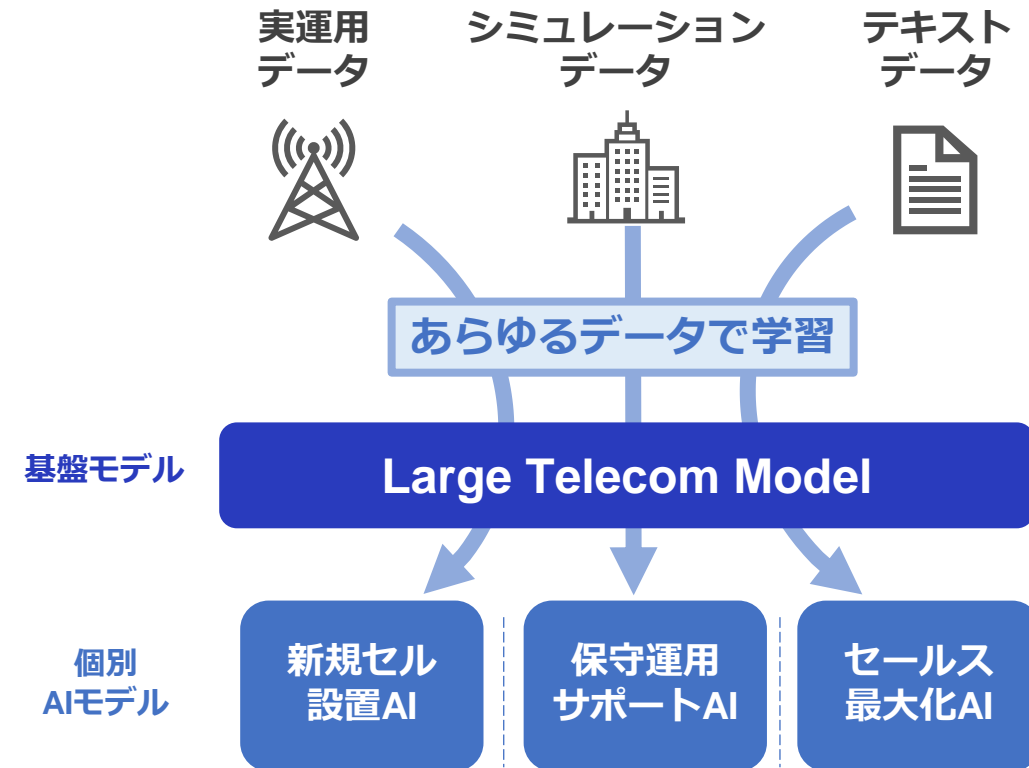 実運用
データ
シミュレーション
データ
テキスト
データ
あらゆるデータで学習
基盤モデル
Large Telecom Model
個別
AIモデル
新規セル
設置AI
保守運用
サポートAI
セールス
最大化AI